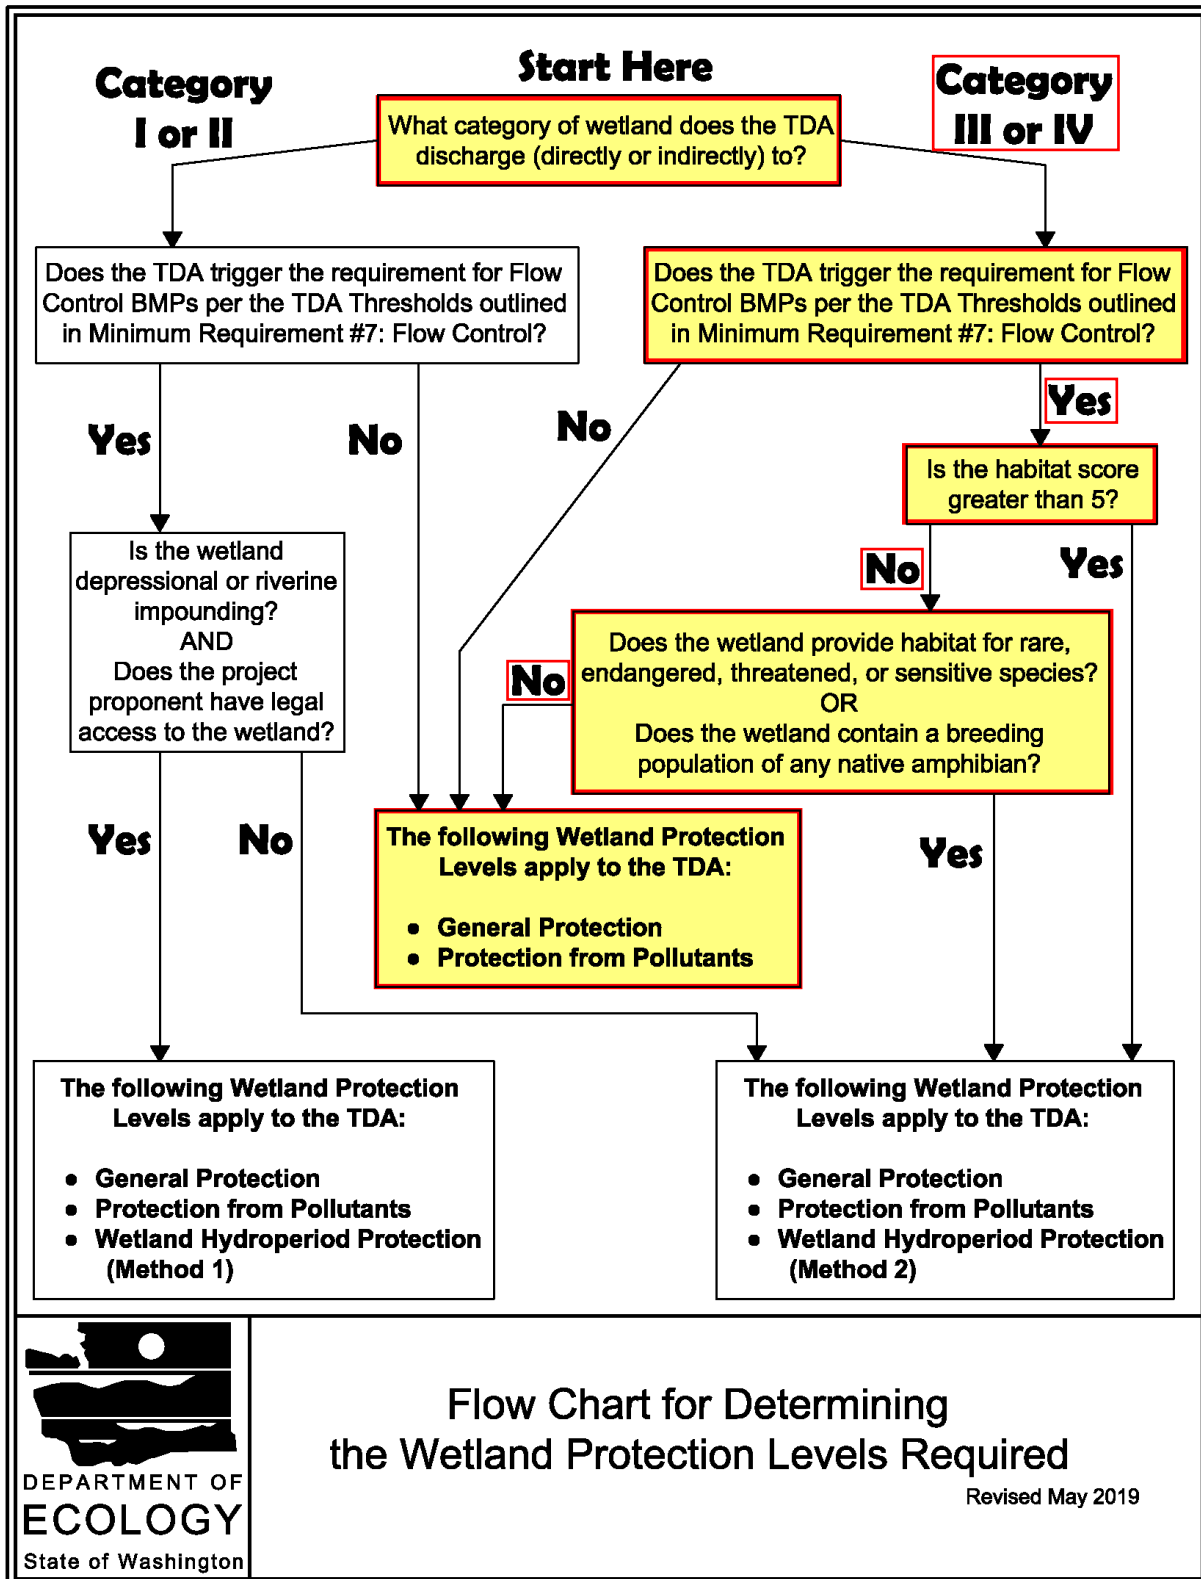 Start Here
Category
I or II
Category
III or IV
What category of wetland does the TDA
discharge (directly or indirectly) to?
Does the TDA trigger the requirement for Flow
Control BMPs per the TDA Thresholds outlined
in Minimum Requirement #7: Flow Control?
Does the TDA trigger the requirement for Flow
Control BMPs per the TDA Thresholds outlined
in Minimum Requirement #7: Flow Control?
Yes
No
No
Yes
Is the habitat score
greater than 5?
Is the wetland
depressional or riverine
impounding?
AND
Does the project
proponent have legal
access to the wetland?
No
Yes
Does the wetland provide habitat for rare,
endangered, threatened, or sensitive species?
OR
Does the wetland contain a breeding
population of any native amphibian?
No
Yes
No
Yes
The following Wetland Protection
Levels apply to the TDA:
• General Protection
• Protection from Pollutants
The following Wetland Protection
Levels apply to the TDA:
• General Protection
• Protection from Pollutants
• Wetland Hydroperiod Protection
(Method 1)
The following Wetland Protection
Levels apply to the TDA:
• General Protection
• Protection from Pollutants
• Wetland Hydroperiod Protection
(Method 2)
DEPARTMENT OF
ECOLOGY
State of Washington
Flow Chart for Determining
the Wetland Protection Levels Required
Revised May 2019